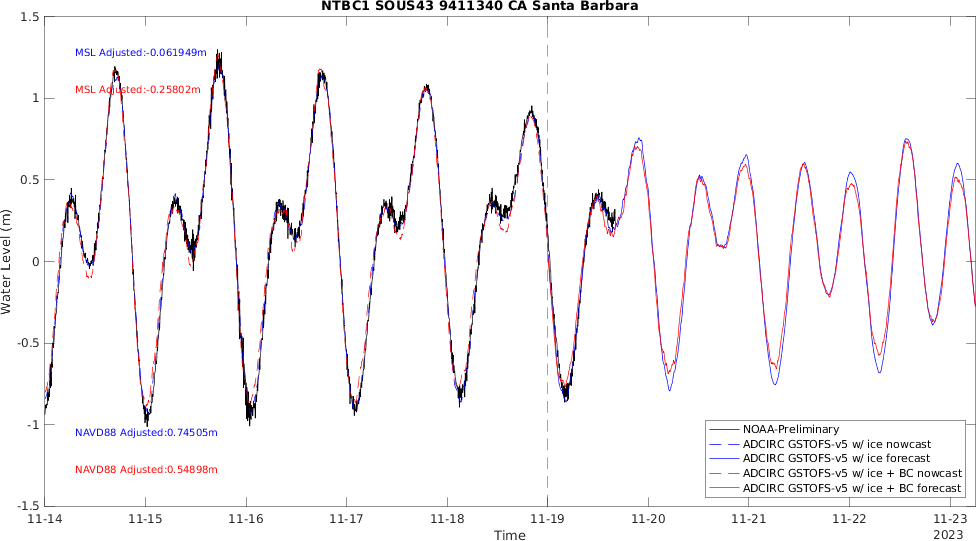 NTBC1 SOUS43 9411340 CA Santa Barbara
1.5
1
0.5
0
-0.5
-1
-1.5
Water Level (m)
MSL Adjusted:-0.061949m
MSL Adjusted:-0.25802m
NAVD88 Adjusted:0.74505m
NAVD88 Adjusted:0.54898m
NOAA-Preliminary
ADCIRC GSTOFS-v5 w/ ice nowcast
ADCIRC GSTOFS-v5 w/ ice forecast
ADCIRC GSTOFS-v5 w/ ice + BC nowcast
ADCIRC GSTOFS-v5 w/ ice + BC forecast
11-14 11-15 11-16 11-17 11-18 11-19 11-20 11-21 11-22 11-23
Time
2023